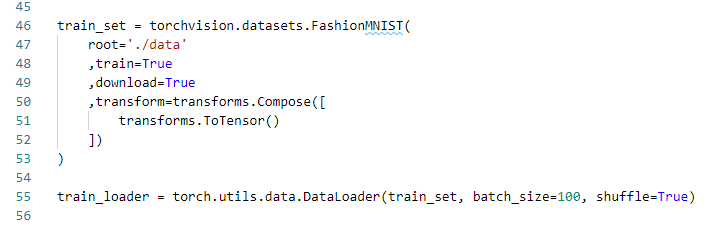 45
46 train_set = torchvision.datasets.FashionMNIST(
47     root='./data'
48     ,train=True
49     ,download=True
50     ,transform=transforms.Compose([
51         transforms.ToTensor()
52     ])
53 )
54
55 train_loader = torch.utils.data.DataLoader(train_set, batch_size=100, shuffle=True)
56